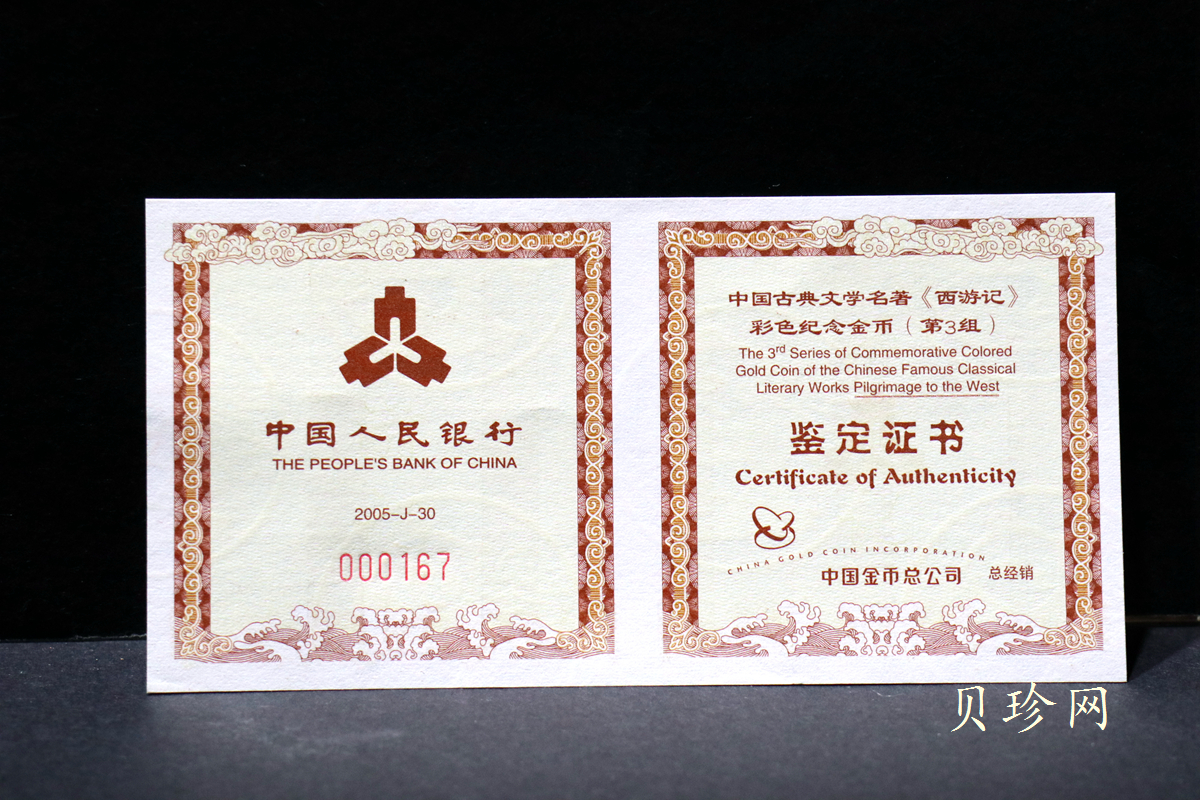 中国人民银行
THE PEOPLE'S BANK OF CHINA
2005-J-30
000167
中国古典文学名著《西游记》
彩色纪念金币（第3组）
The 3rd Series of Commemorative Colored
Gold Coin of the Chinese Famous Classical
Literary Works Pilgrimage to the West
鉴定证书
Certificate of Authenticity
CHINA GOLD COIN INCORPORATION
中国金币总公司 总经销
贝珍网